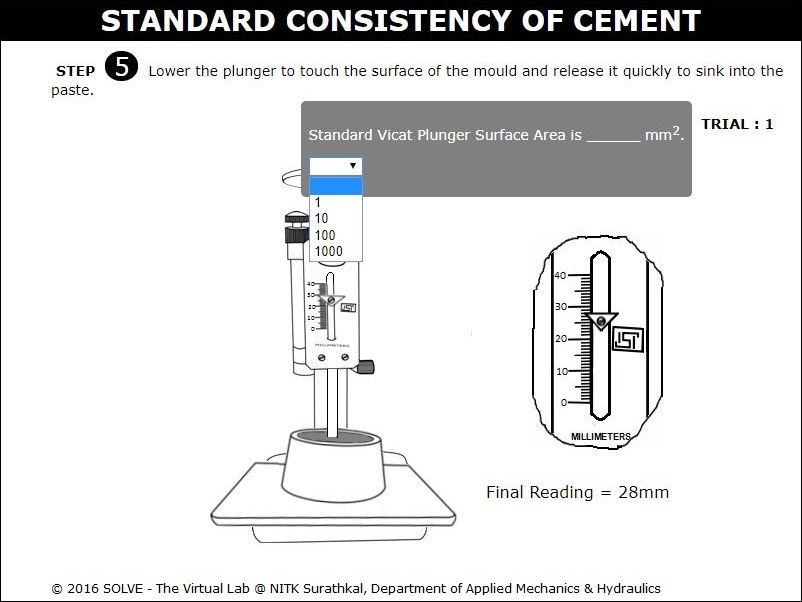 STANDARD CONSISTENCY OF CEMENT
STEP 5 Lower the plunger to touch the surface of the mould and release it quickly to sink into the
paste.
TRIAL : 1
Standard Vicat Plunger Surface Area is ______ mm².
1
10
100
1000
40
30
20
10
0
MILLIMETERS
40
30
20
10
0
MILLIMETERS
Final Reading = 28mm
© 2016 SOLVE - The Virtual Lab @ NITK Surathkal, Department of Applied Mechanics & Hydraulics